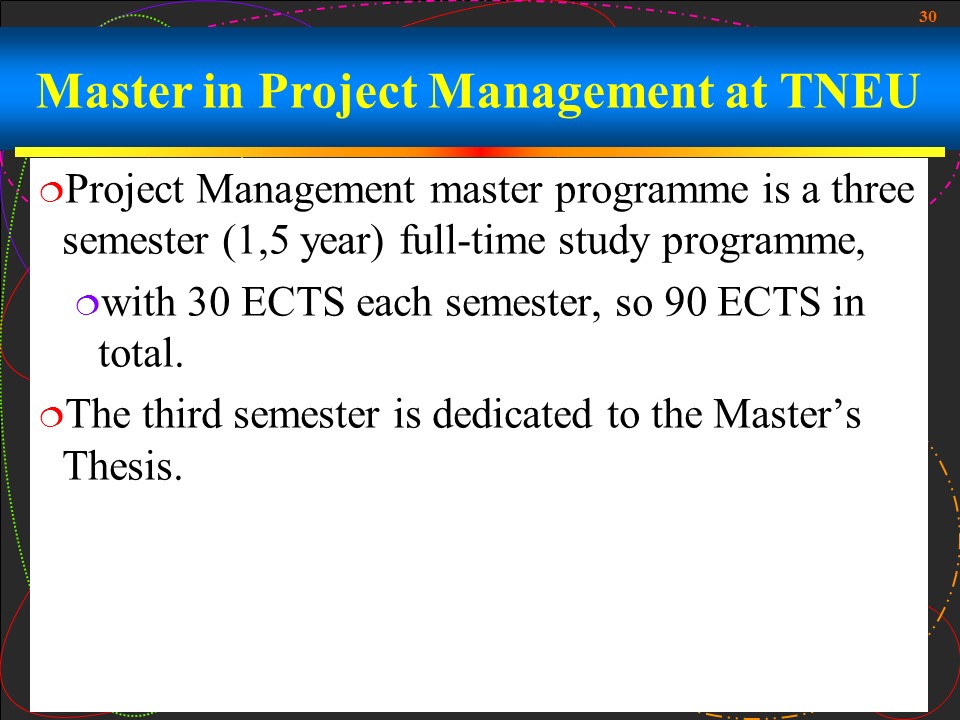 30
Master in Project Management at TNEU
Project Management master programme is a three
semester (1,5 year) full-time study programme,
with 30 ECTS each semester, so 90 ECTS in
total.
The third semester is dedicated to the Master’s
Thesis.